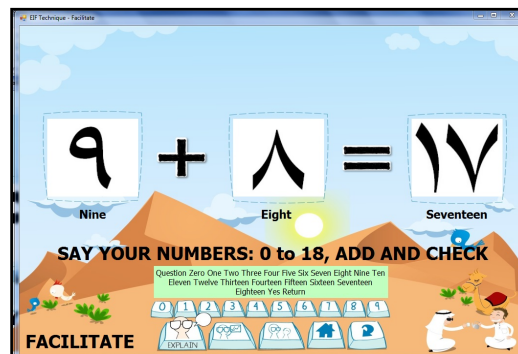 EIF Technique - Facilitate
٩ + ٨ = ١٧
Nine Eight Seventeen
SAY YOUR NUMBERS: 0 to 18, ADD AND CHECK
Question Zero One Two Three Four Five Six Seven Eight Nine Ten
Eleven Twelve Thirteen Fourteen Fifteen Sixteen Seventeen
Eighteen Yes Return
0 1 2 3 4 5 6 7 8 9
EXPLAIN
FACILITATE